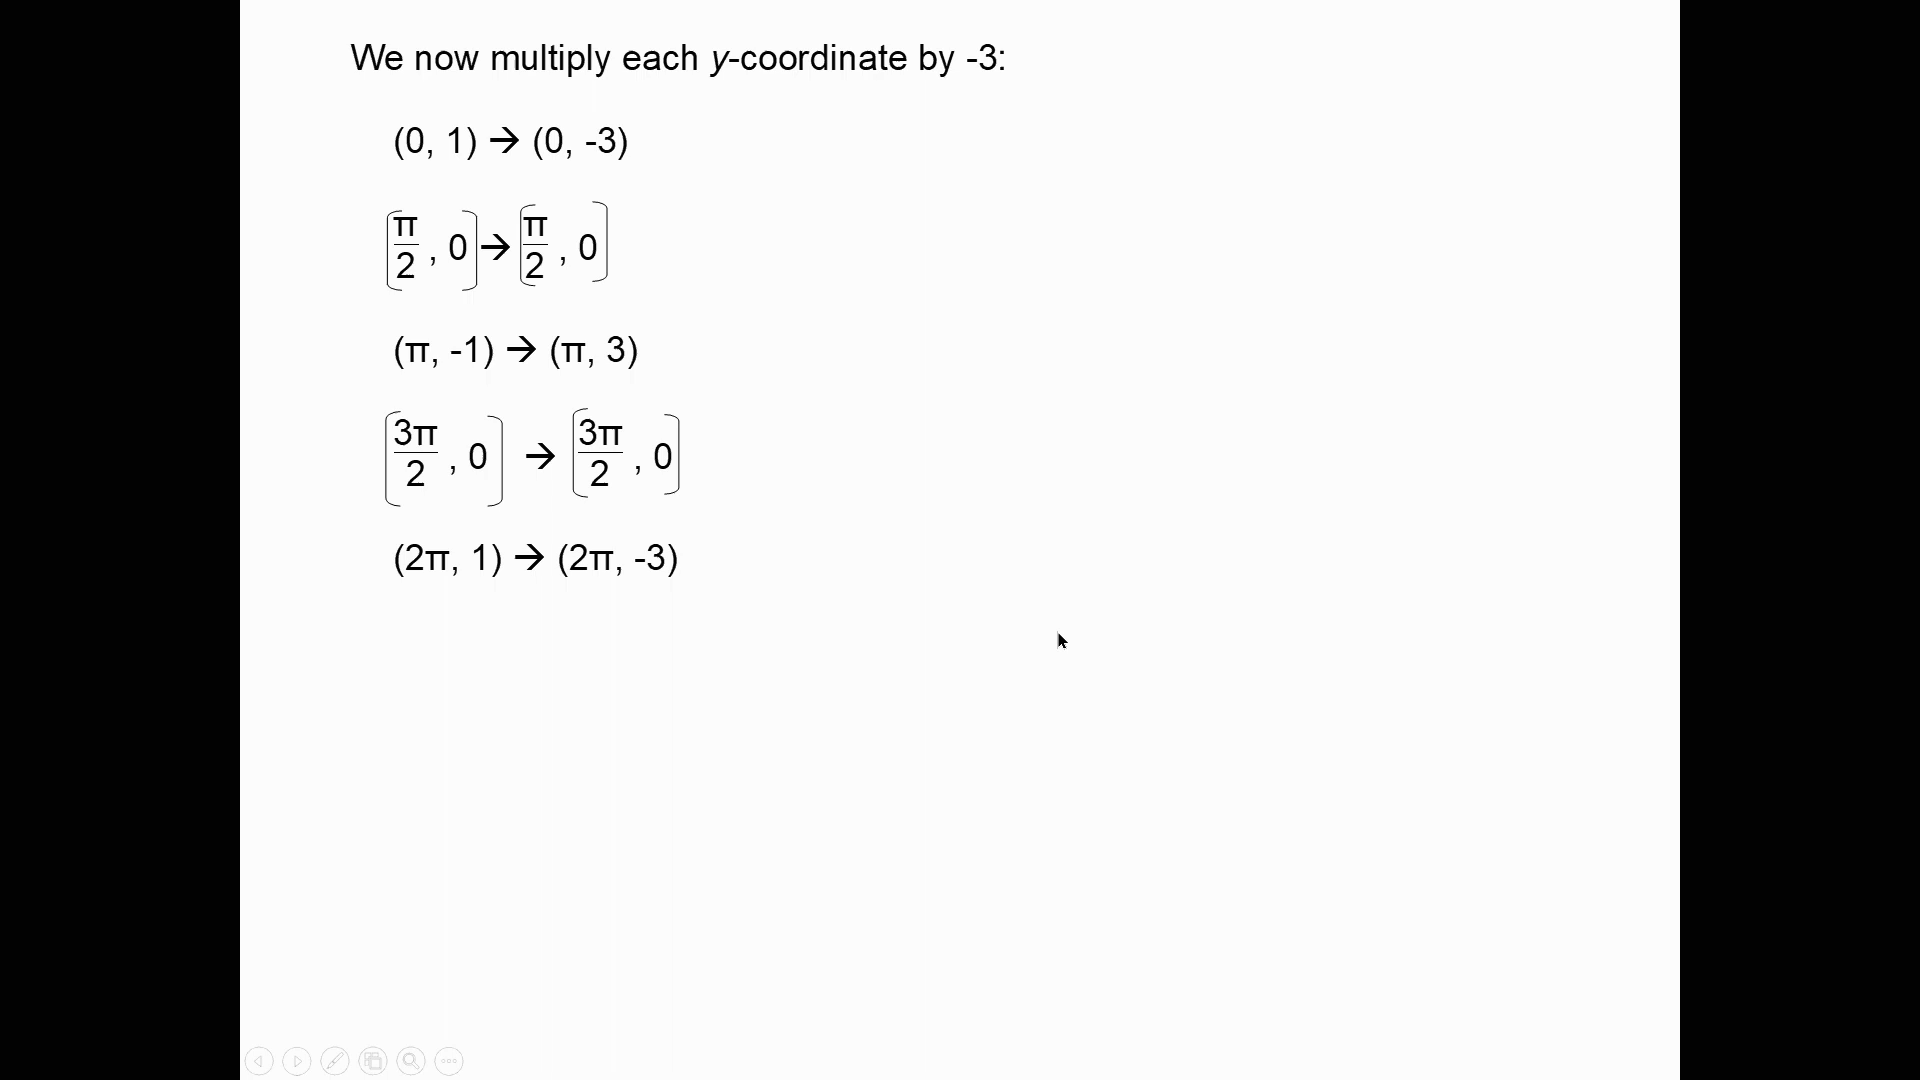 We now multiply each y-coordinate by -3:
(0, 1) → (0, -3)
(π/2, 0) → (π/2, 0)
(π, -1) → (π, 3)
(3π/2, 0) → (3π/2, 0)
(2π, 1) → (2π, -3)